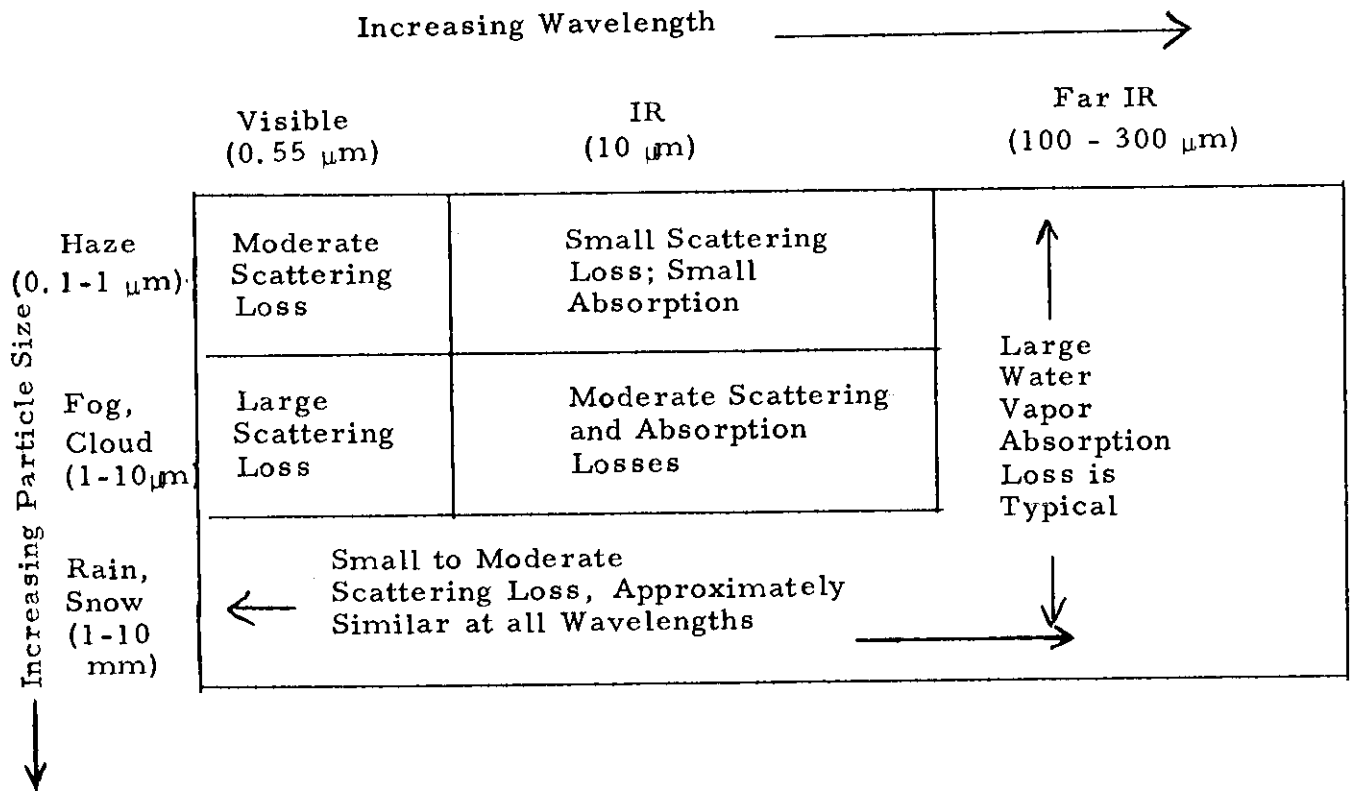 Increasing Wavelength
Visible
(0.55 μm)
IR
(10 μm)
Far IR
(100 - 300 μm)
Increasing Particle Size
Haze
(0.1-1 μm)
Moderate
Scattering
Loss
Small Scattering
Loss; Small
Absorption
Large
Water
Vapor
Absorption
Loss is
Typical
Fog,
Cloud
(1-10μm)
Large
Scattering
Loss
Moderate Scattering
and Absorption
Losses
Rain,
Snow
(1-10
mm)
Small to Moderate
Scattering Loss, Approximately
Similar at all Wavelengths